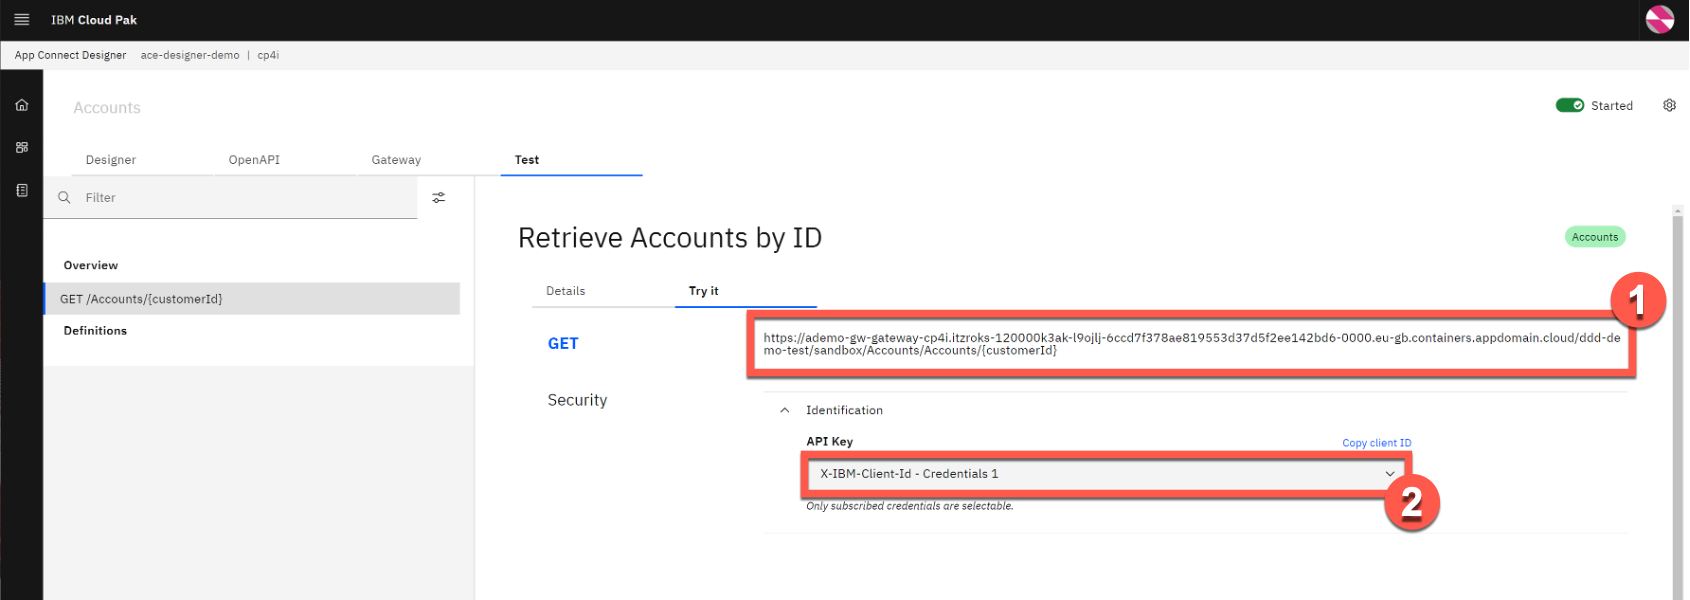 IBM Cloud Pak
App Connect Designer ace-designer-demo | cp4i
Accounts
Started
Designer OpenAPI Gateway Test
Filter
Retrieve Accounts by ID
Accounts
Overview
GET /Accounts/{customerId}
Definitions
Details Try it
1
GET
https://ademo-gw-gateway-cp4i.itzroks-120000k3ak-l9ojlj-6ccd7f378ae819553d37d5f2ee142bd6-0000.eu-gb.containers.appdomain.cloud/ddd-de
mo-test/sandbox/Accounts/Accounts/{customerId}
Security
Identification
API Key
Copy client ID
X-IBM-Client-Id - Credentials 1
2
Only subscribed credentials are selectable.